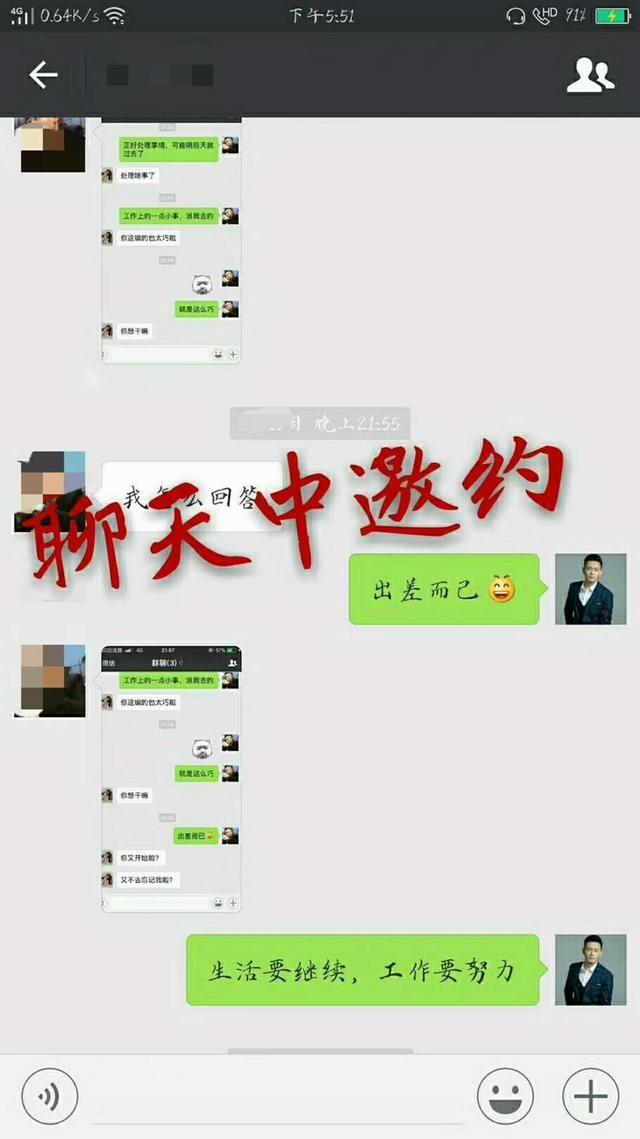 4G 0.64K/s 下午5:51 HD 91%
正好处理事情，可能明后天就
过去了
处理啥事了
工作上的一点小事，派我去的
你这编的也太巧啦
就是这么巧
你想干嘛
月 晚上21:55
我怎么回答
聊天中邀约
出差而已
4G 21:57 57%
微信 群聊(3)
工作上的一点小事，派我去的
你这编的也太巧啦
就是这么巧
你想干嘛
出差而已
你又开始啦？
又不去忘记我啦？
生活要继续，工作要努力